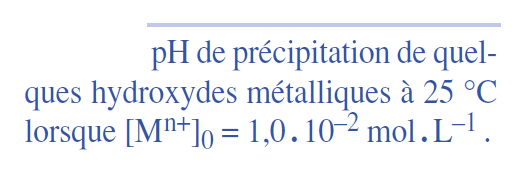 pH de précipitation de quel-
ques hydroxydes métalliques à 25 °C
lorsque [Mⁿ⁺]₀ = 1,0 . 10⁻² mol . L⁻¹ .